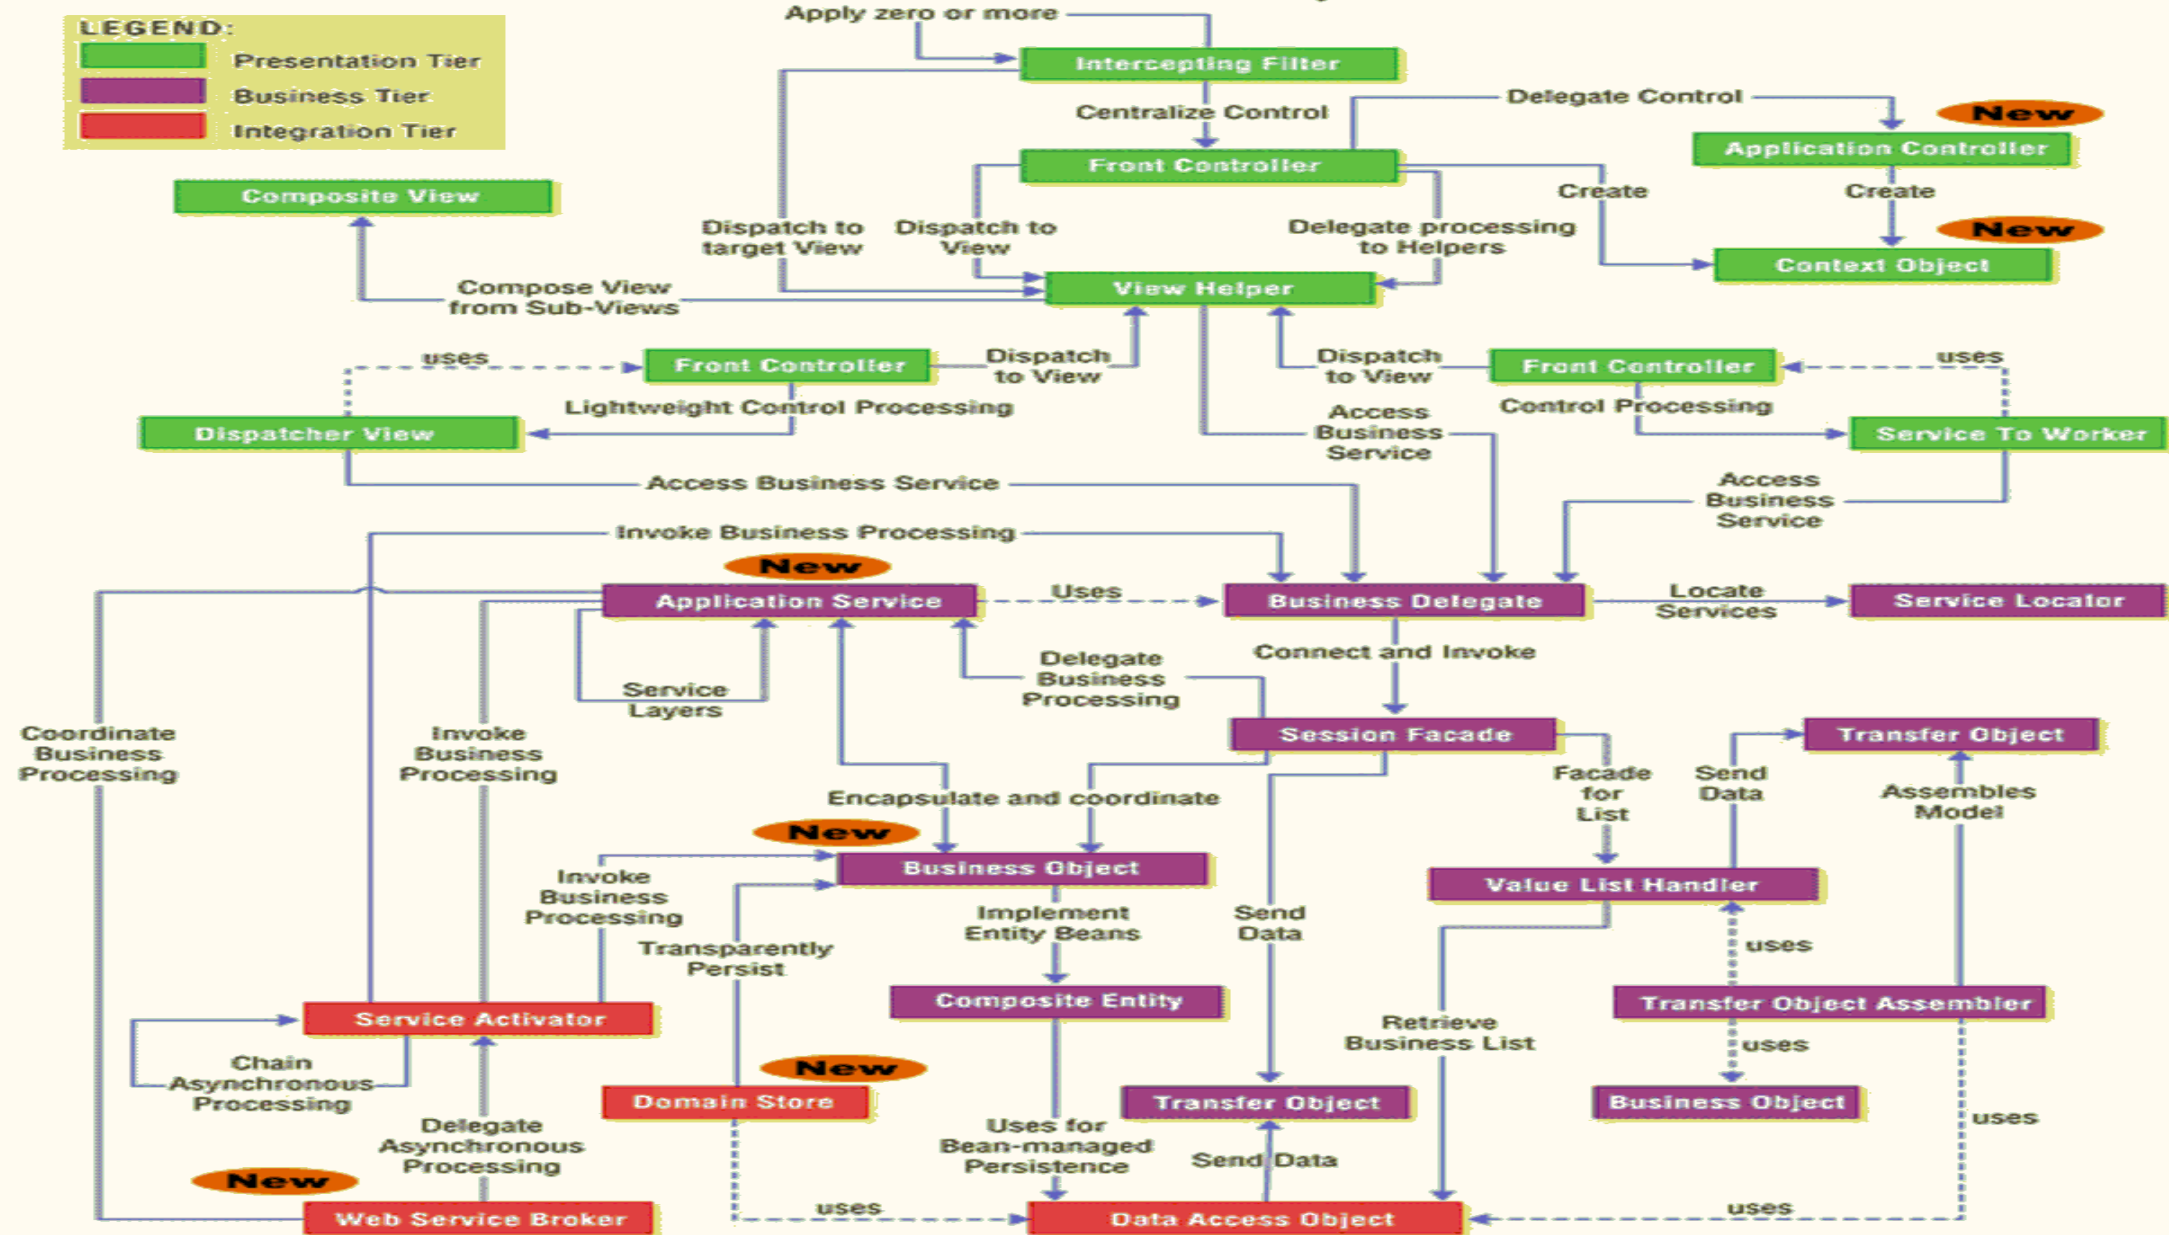 Apply zero or more
LEGEND:
Presentation Tier
Business Tier
Integration Tier
Intercepting Filter
Centralize Control
Delegate Control
New
Front Controller
Application Controller
Composite View
Create
Create
Dispatch to
target View
Dispatch to
View
Delegate processing
to Helpers
New
Context Object
Compose View
from Sub-Views
View Helper
uses
Front Controller
Dispatch
to View
Dispatch
to View
Front Controller
uses
Lightweight Control Processing
Access
Business
Service
Control Processing
Dispatcher View
Service To Worker
Access Business Service
Access
Business
Service
Invoke Business Processing
New
Application Service
Uses
Business Delegate
Locate
Services
Service Locator
Connect and Invoke
Delegate
Business
Processing
Service
Layers
Coordinate
Business
Processing
Invoke
Business
Processing
Session Facade
Transfer Object
Facade
for
List
Send
Data
Assembles
Model
Encapsulate and coordinate
New
Business Object
Value List Handler
Invoke
Business
Processing
Implement
Entity Beans
Send
Data
Transparently
Persist
uses
Composite Entity
Transfer Object Assembler
Service Activator
Retrieve
Business List
uses
Chain
Asynchronous
Processing
New
Domain Store
Transfer Object
Business Object
Delegate
Asynchronous
Processing
Uses for
Bean-managed
Persistence
Send Data
uses
New
uses
uses
Web Service Broker
Data Access Object